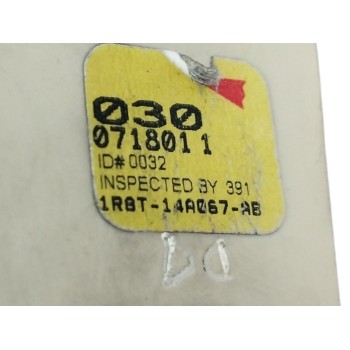 030
0718011
ID# 0032
INSPECTED BY 391
1R8T-14A067-AB